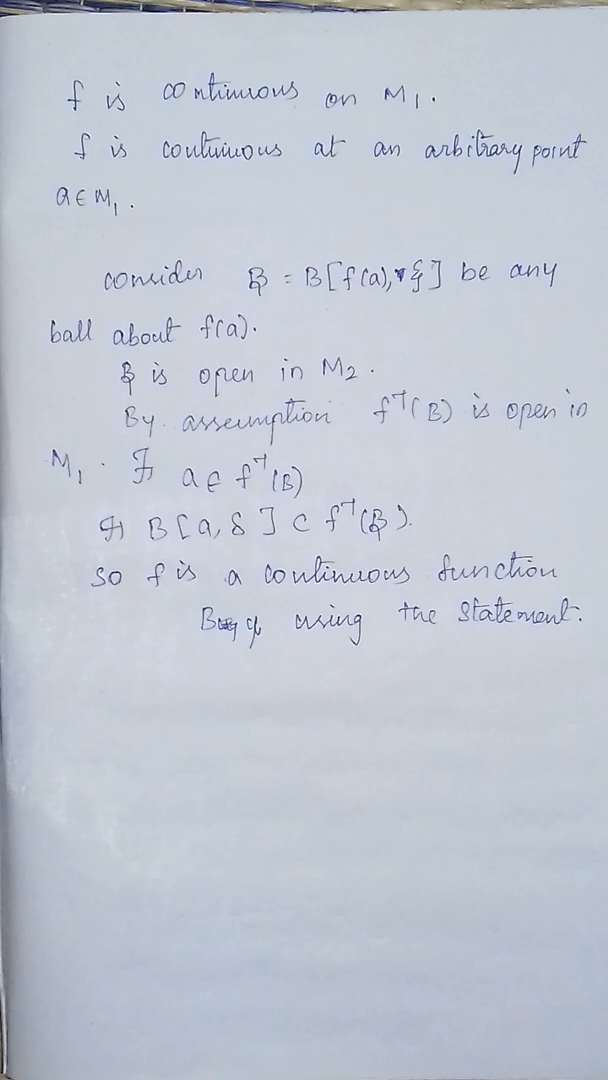 f is continuous on M₁.
f is continuous at an arbitrary point
a ∈ M₁.
consider B = B[f(a), ξ] be any
ball about f(a).
B is open in M₂.
By assumption f⁻¹(B) is open in
M₁. a ∈ f⁻¹(B)
B[a, δ] ⊂ f⁻¹(B).
So f is a continuous function
using the statement.